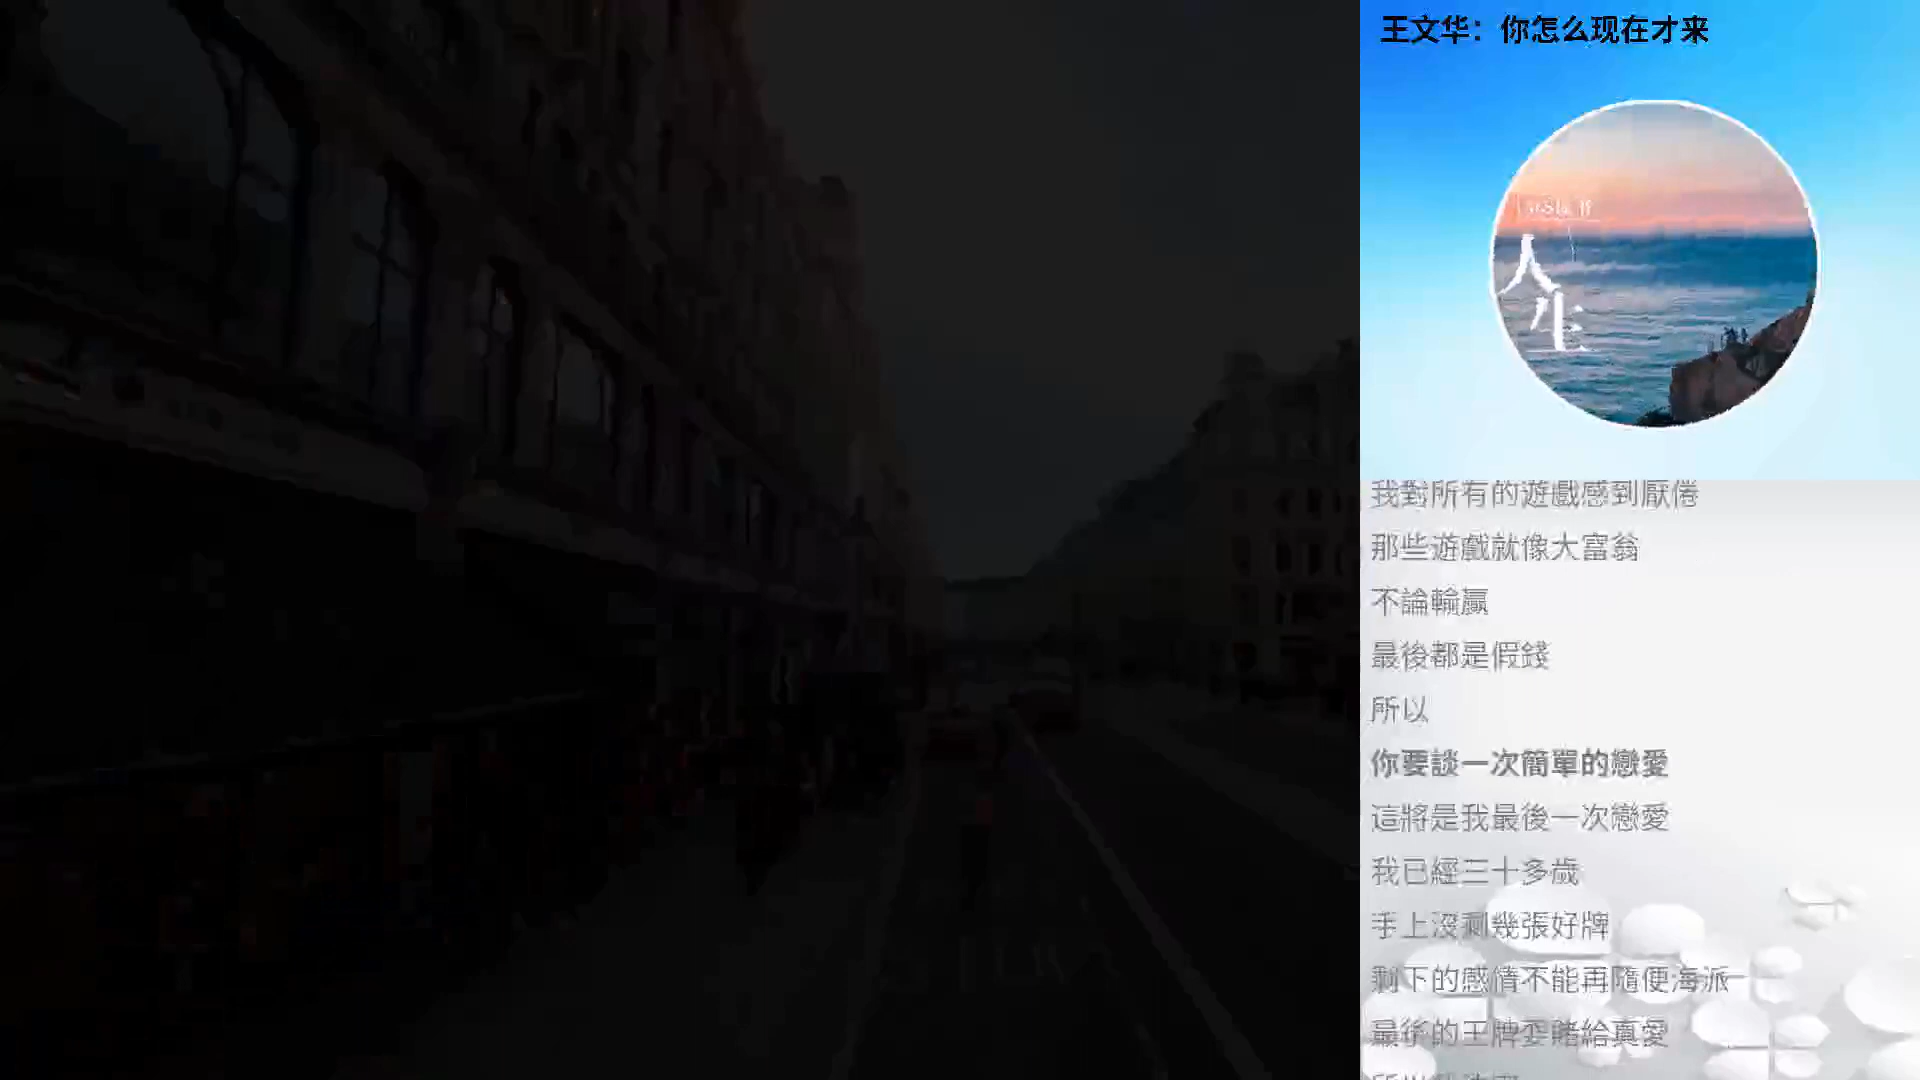 王文华：你怎么现在才来
人生
我對所有的遊戲感到厭倦
那些遊戲就像大富翁
不論輸贏
最後都是假錢
所以
你要談一次簡單的戀愛
這將是我最後一次戀愛
我已經三十多歲
手上沒剩幾張好牌
剩下的感情不能再隨便海派
最後的王牌要賭給真愛